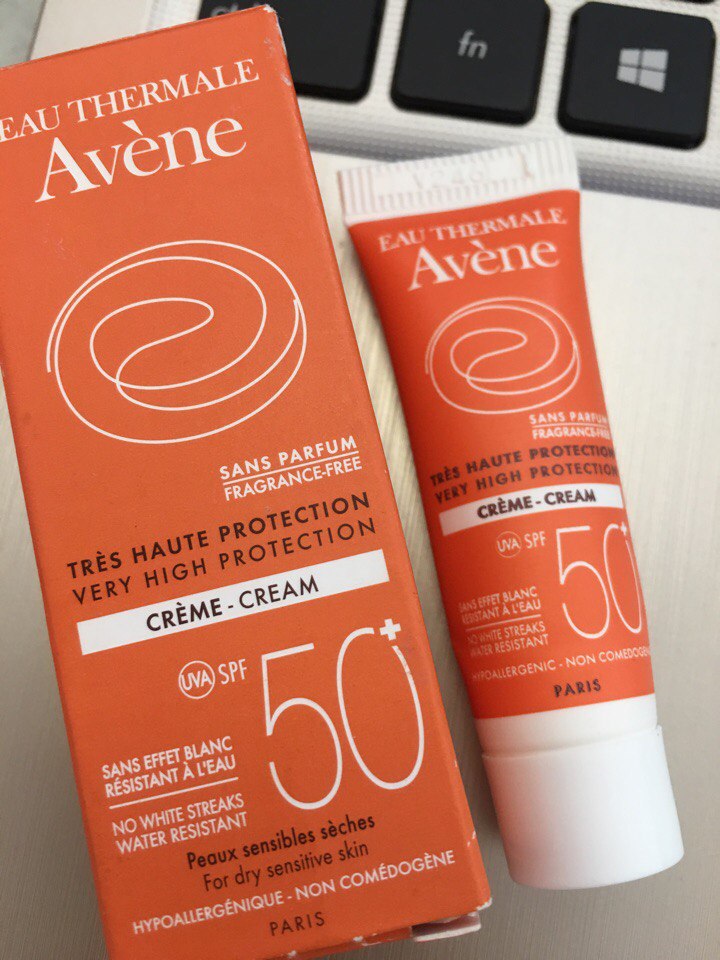 EAU THERMALE
Avène
SANS PARFUM
FRAGRANCE-FREE
TRÈS HAUTE PROTECTION
VERY HIGH PROTECTION
CRÈME - CREAM
UVA SPF 50+
SANS EFFET BLANC
RÉSISTANT À L'EAU
NO WHITE STREAKS
WATER RESISTANT
Peaux sensibles sèches
For dry sensitive skin
HYPOALLERGÉNIQUE - NON COMÉDOGÈNE
PARIS
EAU THERMALE
Avène
SANS PARFUM
FRAGRANCE-FREE
TRÈS HAUTE PROTECTION
VERY HIGH PROTECTION
CRÈME - CREAM
UVA SPF 50+
SANS EFFET BLANC
RÉSISTANT À L'EAU
NO WHITE STREAKS
WATER RESISTANT
HYPOALLERGENIC - NON COMEDOGENIC
PARIS
fn